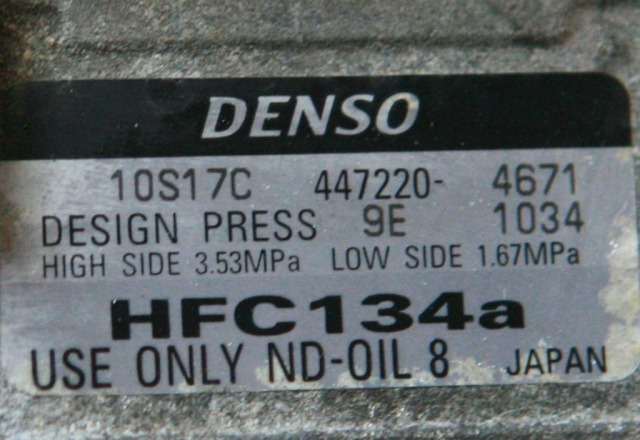 DENSO
10S17C 447220- 4671
DESIGN PRESS 9E 1034
HIGH SIDE 3.53MPa LOW SIDE 1.67MPa
HFC134a
USE ONLY ND-OIL 8 JAPAN